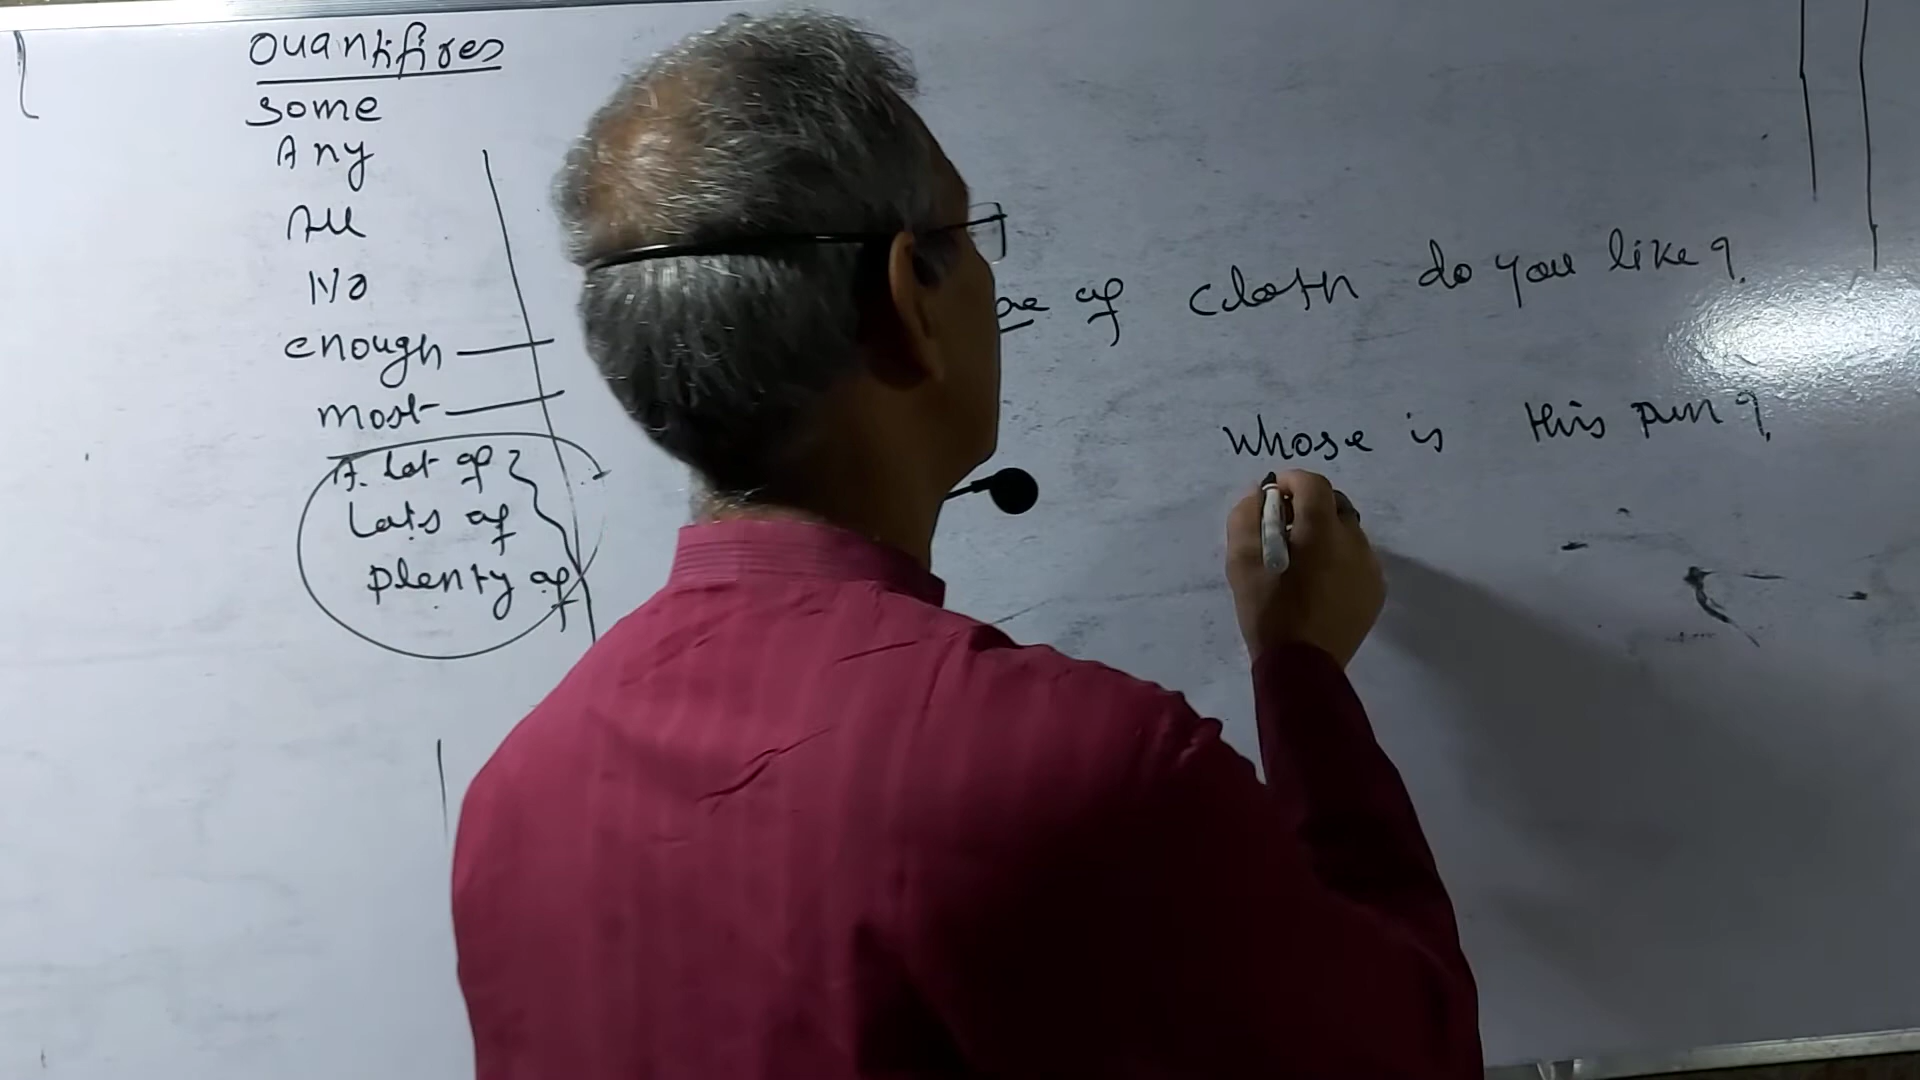 Quantifires
Some
Any
All
No
enough
most
A lot of
Lots of
plenty of
of cloth do you like?
Whose is this pen?